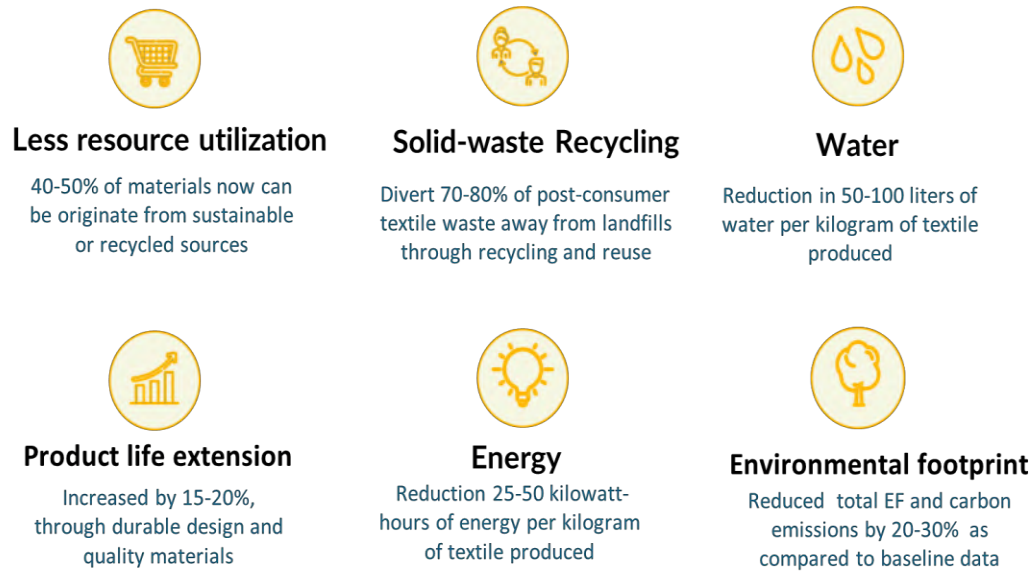 Less resource utilization
40-50% of materials now can
be originate from sustainable
or recycled sources
Solid-waste Recycling
Divert 70-80% of post-consumer
textile waste away from landfills
through recycling and reuse
Water
Reduction in 50-100 liters of
water per kilogram of textile
produced
Product life extension
Increased by 15-20%,
through durable design and
quality materials
Energy
Reduction 25-50 kilowatt-
hours of energy per kilogram
of textile produced
Environmental footprint
Reduced total EF and carbon
emissions by 20-30% as
compared to baseline data